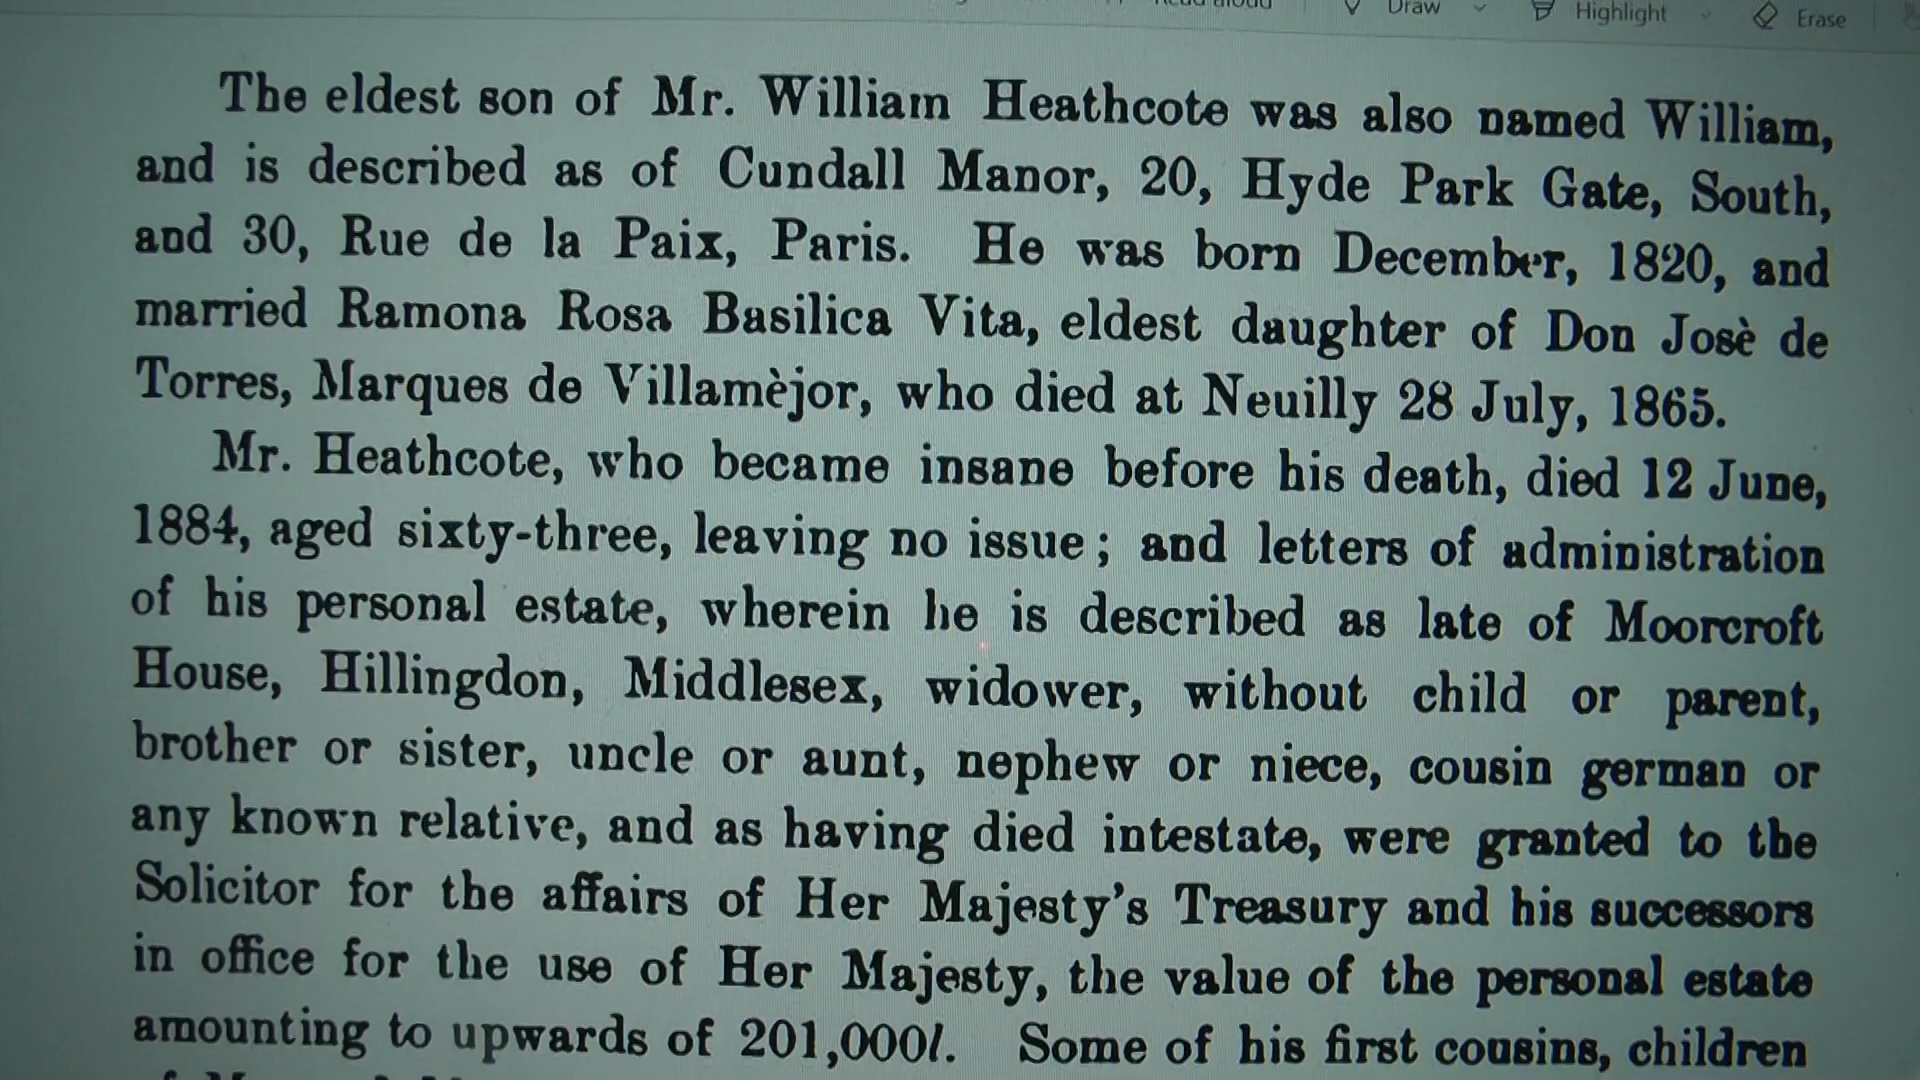 Draw
Highlight
Erase
The eldest son of Mr. William Heathcote was also named William,
and is described as of Cundall Manor, 20, Hyde Park Gate, South,
and 30, Rue de la Paix, Paris. He was born December, 1820, and
married Ramona Rosa Basilica Vita, eldest daughter of Don Josè de
Torres, Marques de Villamèjor, who died at Neuilly 28 July, 1865.
Mr. Heathcote, who became insane before his death, died 12 June,
1884, aged sixty-three, leaving no issue; and letters of administration
of his personal estate, wherein he is described as late of Moorcroft
House, Hillingdon, Middlesex, widower, without child or parent,
brother or sister, uncle or aunt, nephew or niece, cousin german or
any known relative, and as having died intestate, were granted to the
Solicitor for the affairs of Her Majesty's Treasury and his successors
in office for the use of Her Majesty, the value of the personal estate
amounting to upwards of 201,000l. Some of his first cousins, children